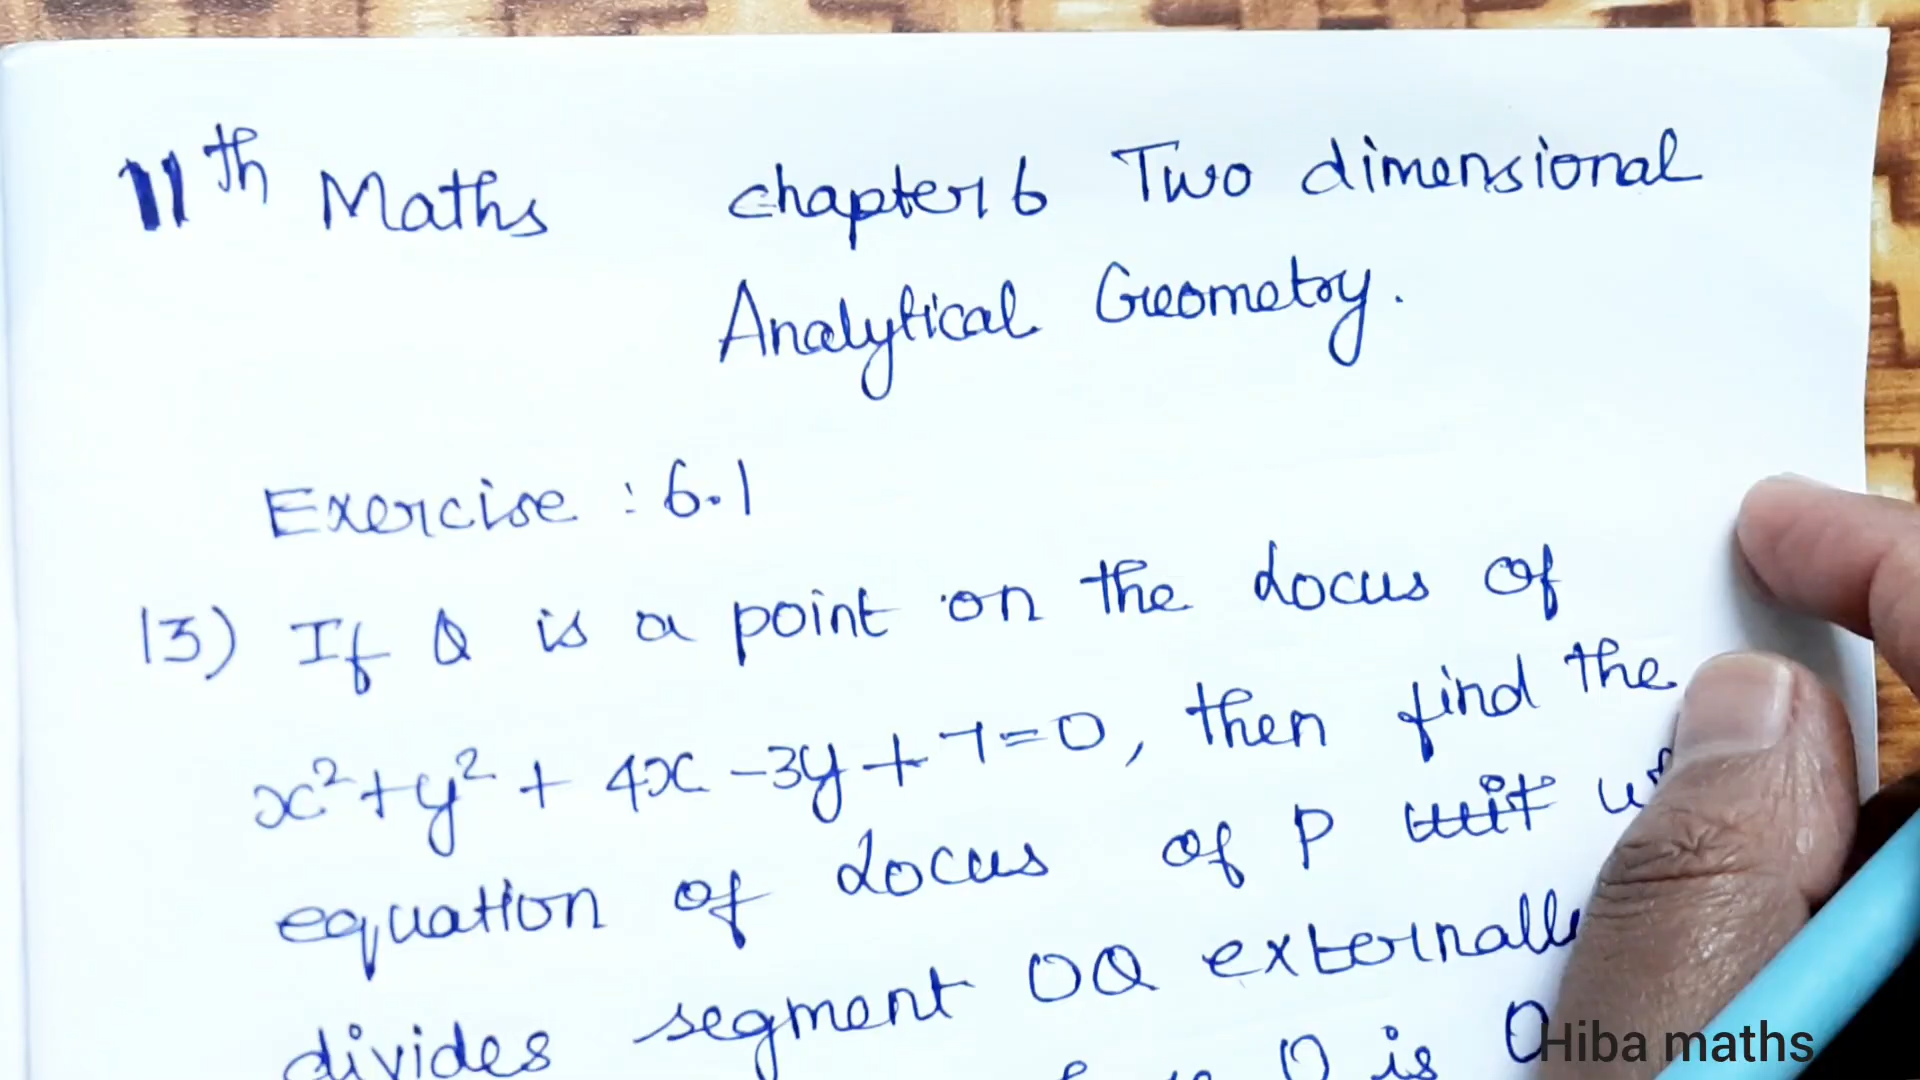 11th Maths chapter 6 Two dimensional
Analytical Geometry.
Exercise : 6.1
13) If Q is a point on the locus of
x²+y² + 4x -3y + 7=0, then find the
equation of locus of P
divides segment OQ externally
O is O
Hiba maths